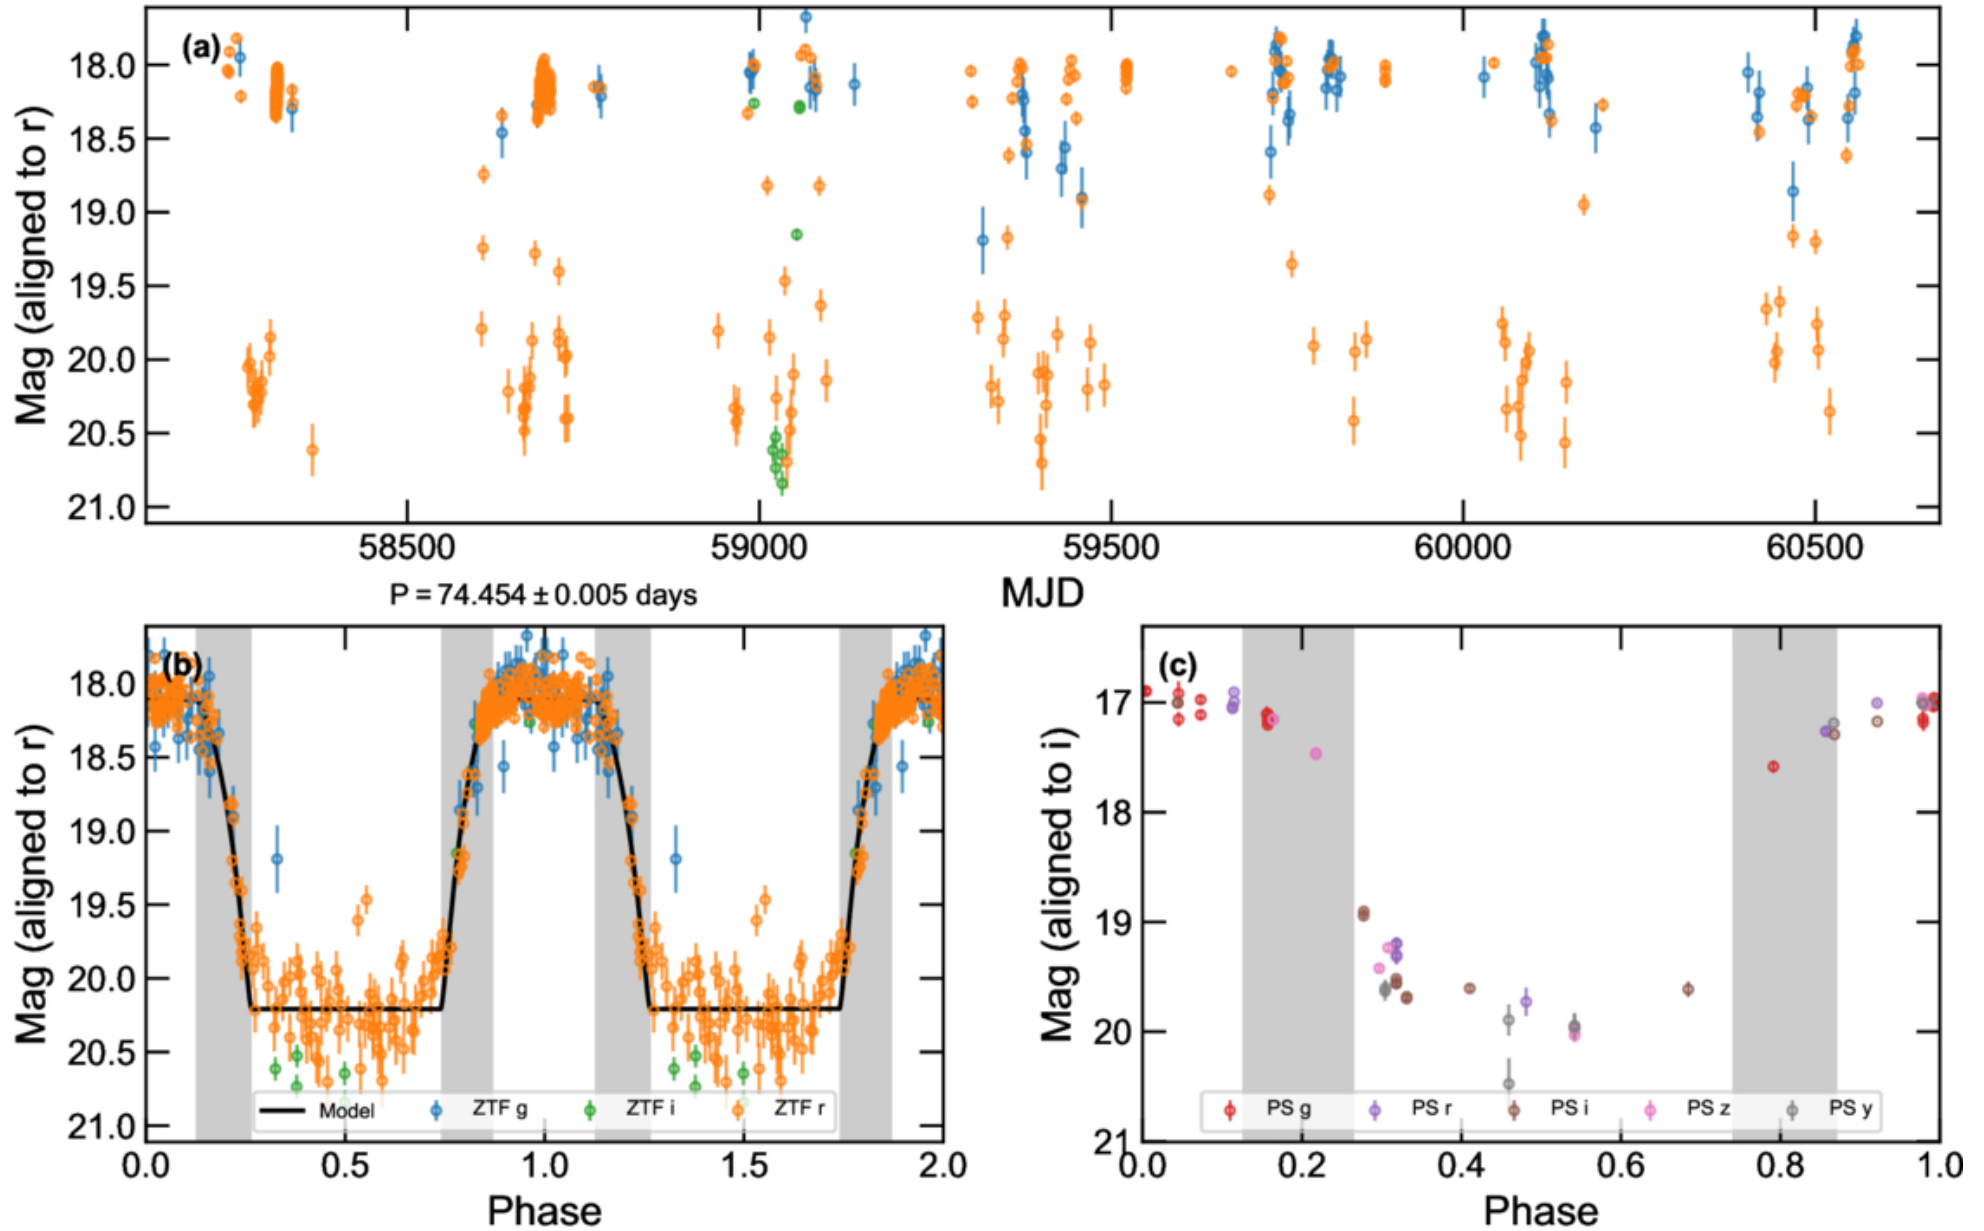 (a)
18.0
18.5
19.0
19.5
20.0
20.5
21.0
Mag (aligned to r)
58500 59000 59500 60000 60500
MJD
P = 74.454 ± 0.005 days
(b)
18.0
18.5
19.0
19.5
20.0
20.5
21.0
Mag (aligned to r)
Model ZTF g ZTF i ZTF r
0.0 0.5 1.0 1.5 2.0
Phase
(c)
17
18
19
20
21
Mag (aligned to i)
PS g PS r PS i PS z PS y
0.0 0.2 0.4 0.6 0.8 1.0
Phase